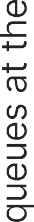 queues at the